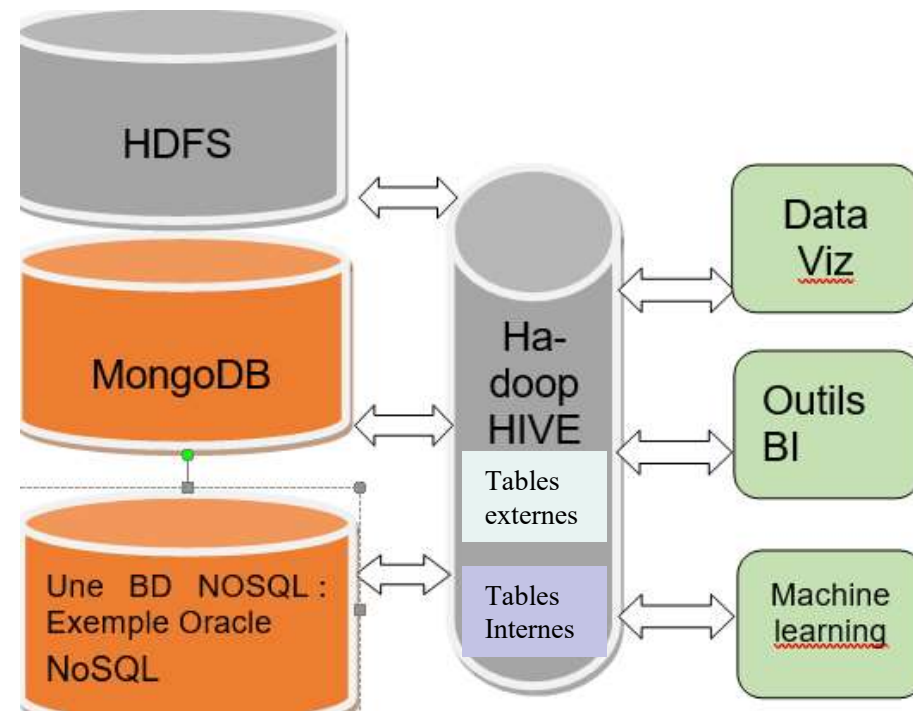 HDFS
MongoDB
Une BD NOSQL :
Exemple Oracle
NoSQL
Ha-
doop
HIVE
Tables
externes
Tables
Internes
Data
Viz
Outils
BI
Machine
learning